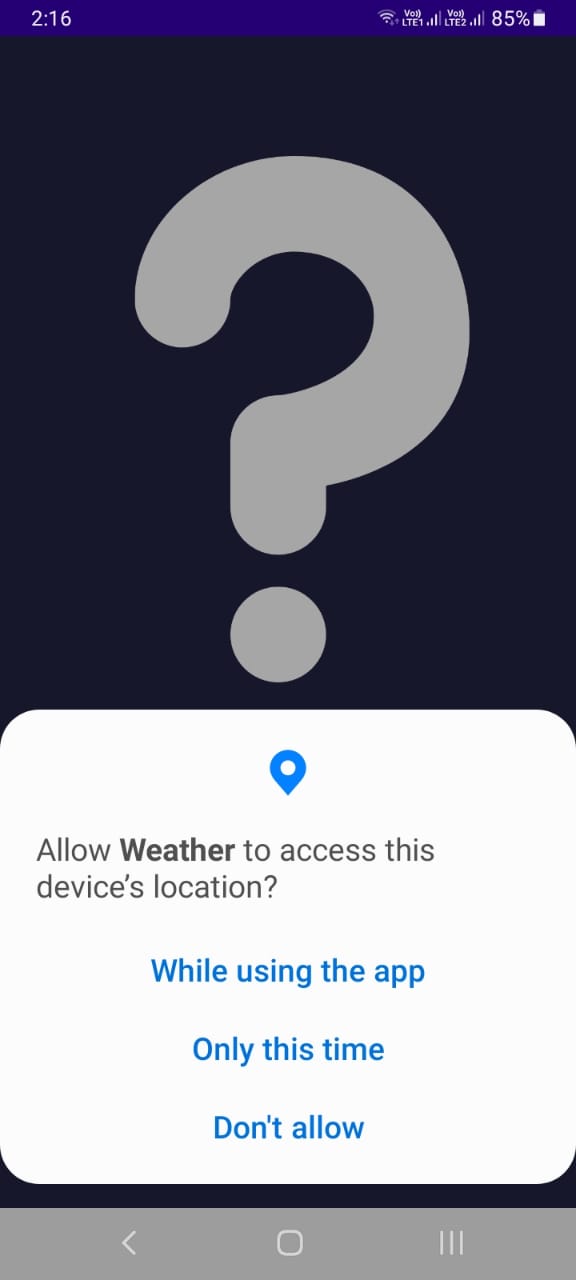 2:16 Vo)) LTE1 Vo)) LTE2 85%
?
Allow Weather to access this
device's location?
While using the app
Only this time
Don't allow